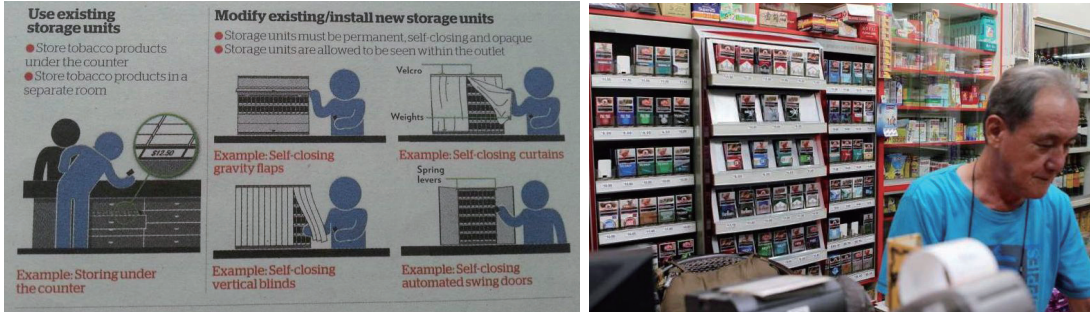 Use existing
storage units
Store tobacco products
under the counter
Store tobacco products in a
separate room
$12.50
Example: Storing under
the counter
Modify existing/install new storage units
Storage units must be permanent, self-closing and opaque
Storage units are allowed to be seen within the outlet
Example: Self-closing
gravity flaps
Velcro
Weights
Example: Self-closing curtains
Example: Self-closing
vertical blinds
Spring
levers
Example: Self-closing
automated swing doors